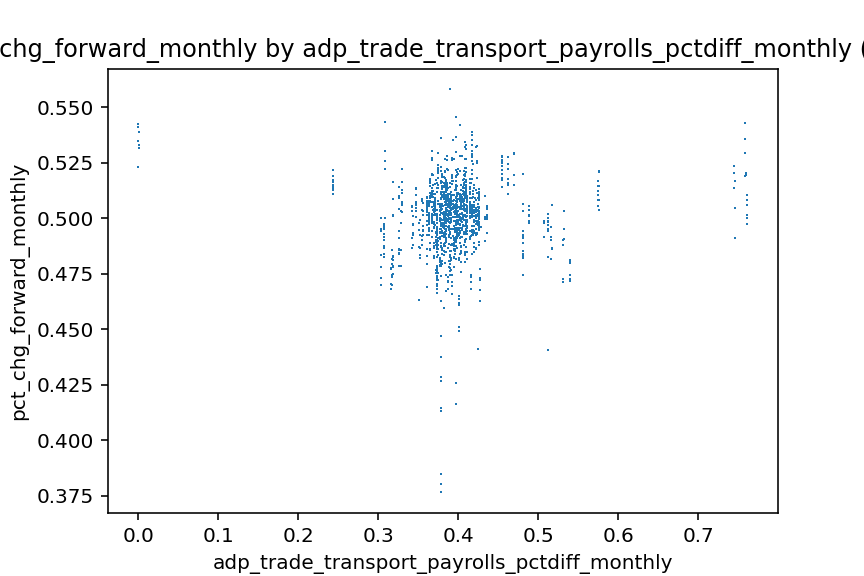 chg_forward_monthly by adp_trade_transport_payrolls_pctdiff_monthly (
0.550
0.525
0.500
0.475
0.450
0.425
0.400
0.375
pct_chg_forward_monthly
0.0 0.1 0.2 0.3 0.4 0.5 0.6 0.7
adp_trade_transport_payrolls_pctdiff_monthly